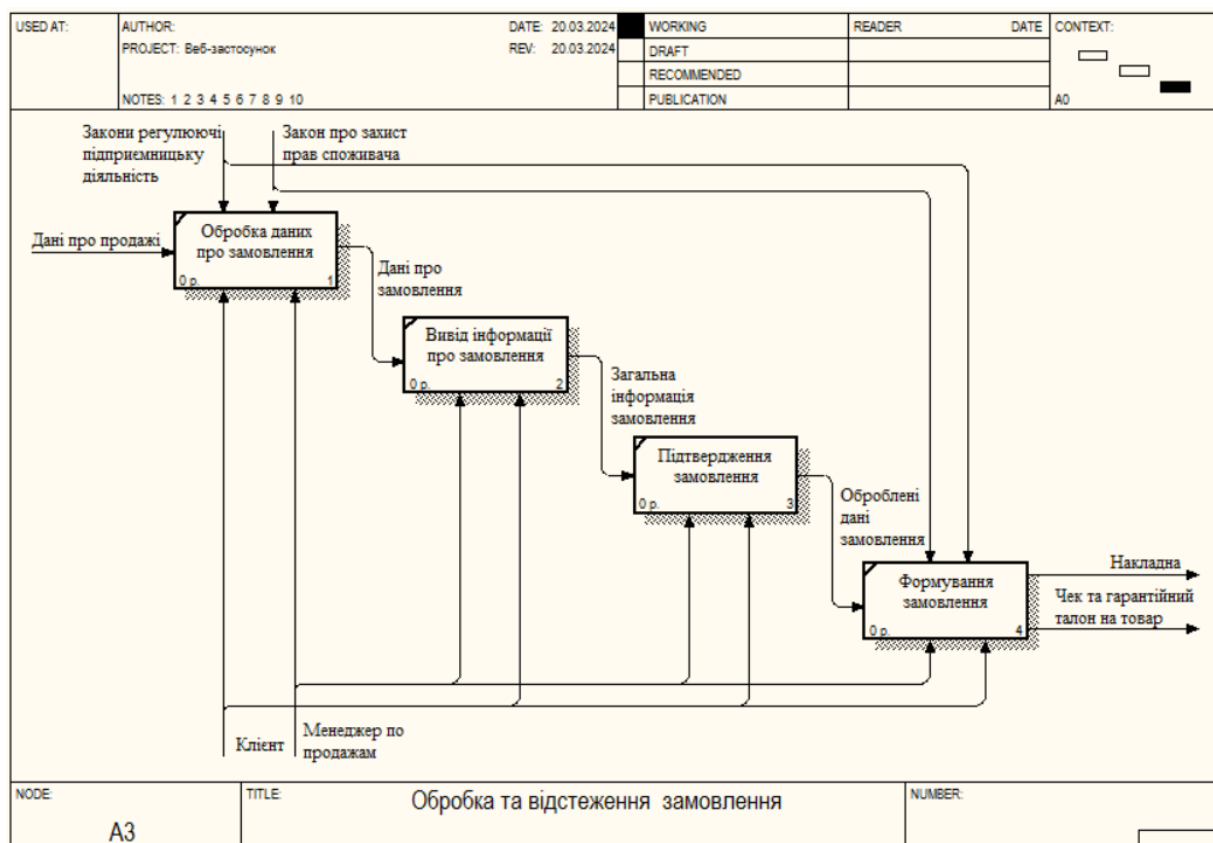 USED AT:
AUTHOR:
DATE: 20.03.2024
WORKING
READER
DATE
CONTEXT:
PROJECT: Веб-застосунок
REV: 20.03.2024
DRAFT
RECOMMENDED
NOTES: 1 2 3 4 5 6 7 8 9 10
PUBLICATION
A0
Закони регулюючі
підприємницьку
діяльність
Закон про захист
прав споживача
Дані про продажі
Обробка даних
про замовлення
0 р.
1
Дані про
замовлення
Вивід інформації
про замовлення
0 р.
2
Загальна
інформація
замовлення
Підтвердження
замовлення
0 р.
3
Оброблені
дані
замовлення
Формування
замовлення
0 р.
4
Накладна
Чек та гарантійний
талон на товар
Клієнт
Менеджер по
продажам
NODE:
A3
TITLE:
Обробка та відстеження замовлення
NUMBER: